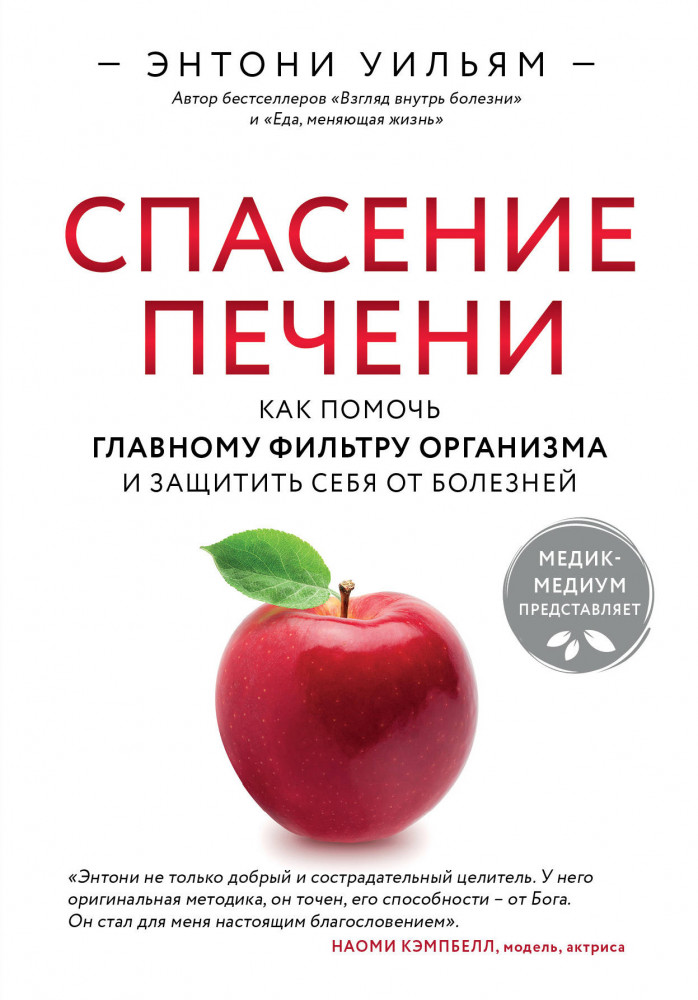 — ЭНТОНИ УИЛЬЯМ —
Автор бестселлеров «Взгляд внутрь болезни»
и «Еда, меняющая жизнь»
СПАСЕНИЕ
ПЕЧЕНИ
КАК ПОМОЧЬ
ГЛАВНОМУ ФИЛЬТРУ ОРГАНИЗМА
И ЗАЩИТИТЬ СЕБЯ ОТ БОЛЕЗНЕЙ
МЕДИК-
МЕДИУМ
ПРЕДСТАВЛЯЕТ
«Энтони не только добрый и сострадательный целитель. У него
оригинальная методика, он точен, его способности – от Бога.
Он стал для меня настоящим благословением».
НАОМИ КЭМПБЕЛЛ, модель, актриса